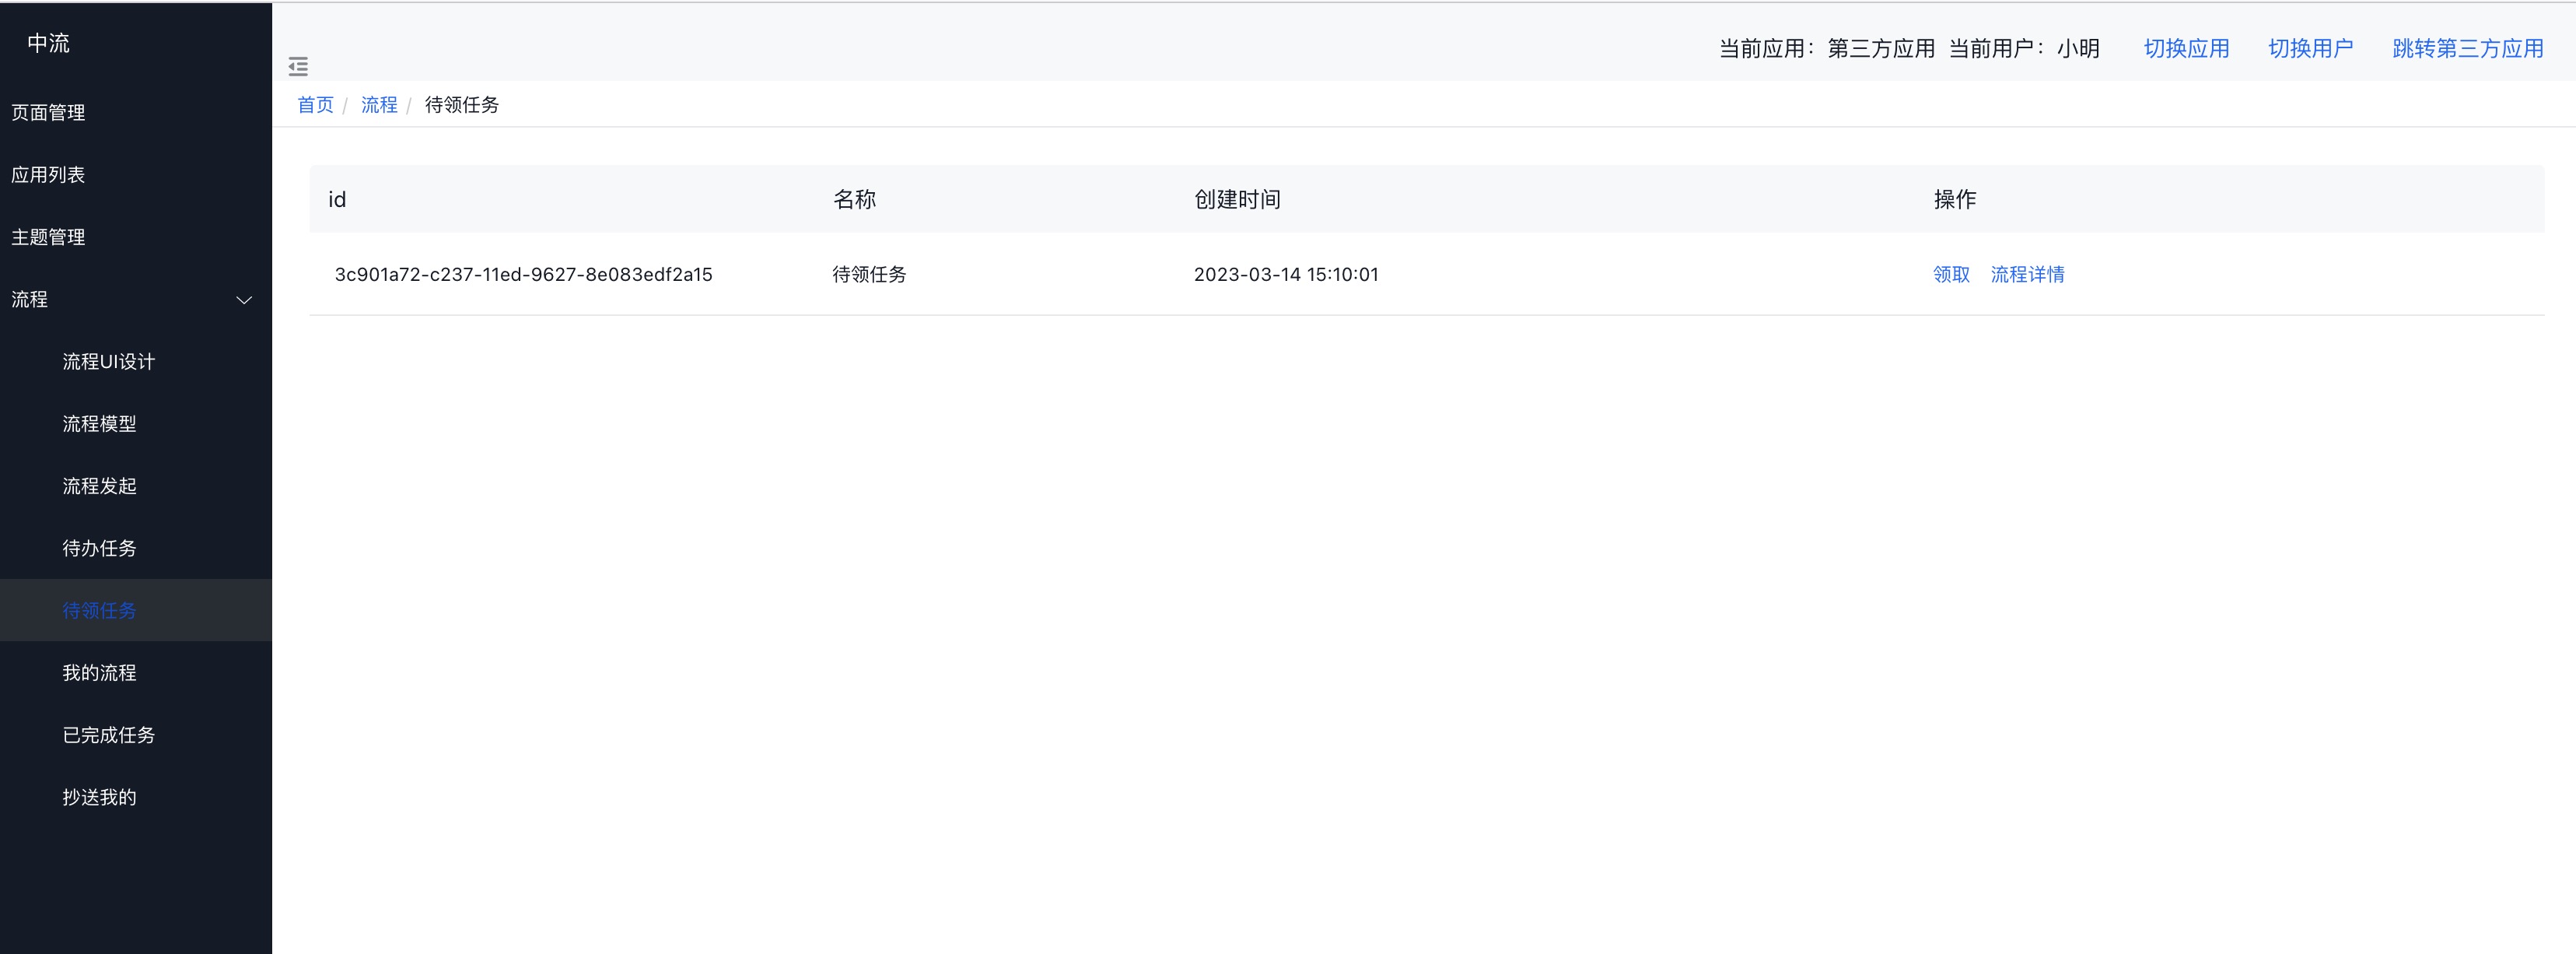 中流
页面管理
应用列表
主题管理
流程
流程UI设计
流程模型
流程发起
待办任务
待领任务
我的流程
已完成任务
抄送我的
当前应用：第三方应用 当前用户：小明 切换应用 切换用户 跳转第三方应用
首页 / 流程 / 待领任务
id 名称 创建时间 操作
3c901a72-c237-11ed-9627-8e083edf2a15 待领任务 2023-03-14 15:10:01 领取 流程详情